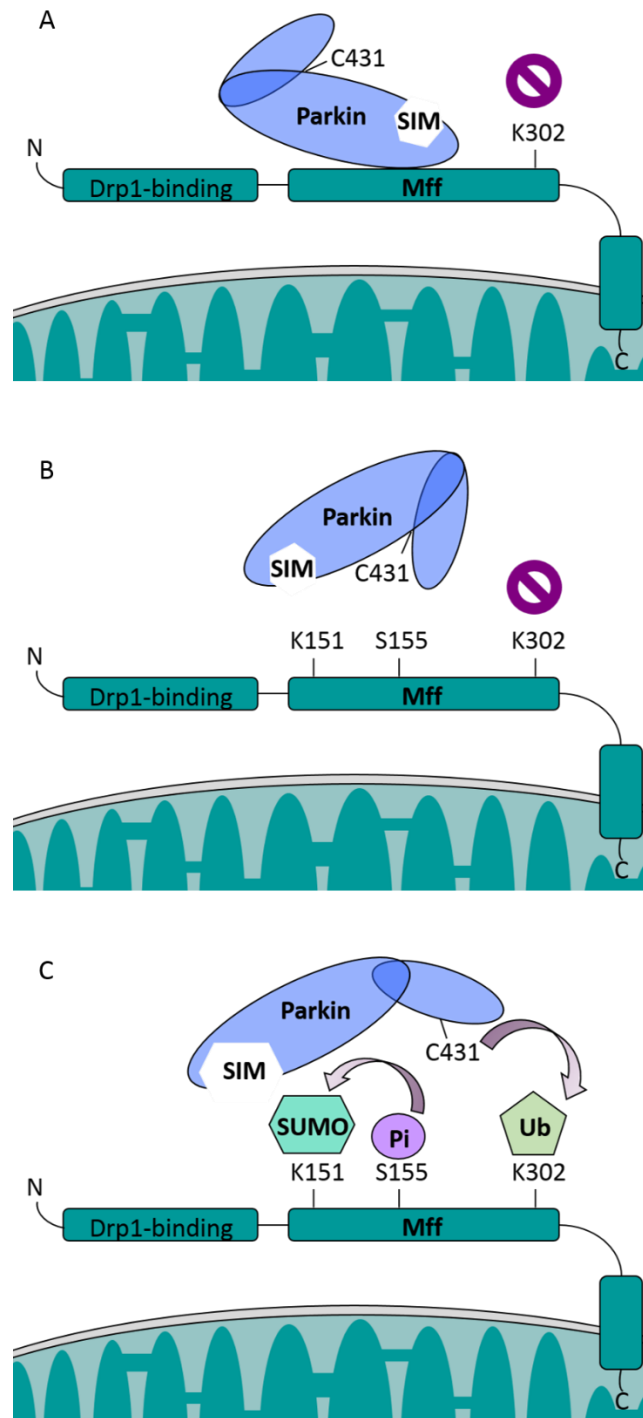 A
C431
Parkin
SIM
K302
N
Drp1-binding
Mff
C
B
Parkin
SIM
C431
K151 S155 K302
N
Drp1-binding
Mff
C
C
Parkin
C431
SIM
SUMO
Pi
Ub
K151 S155 K302
N
Drp1-binding
Mff
C